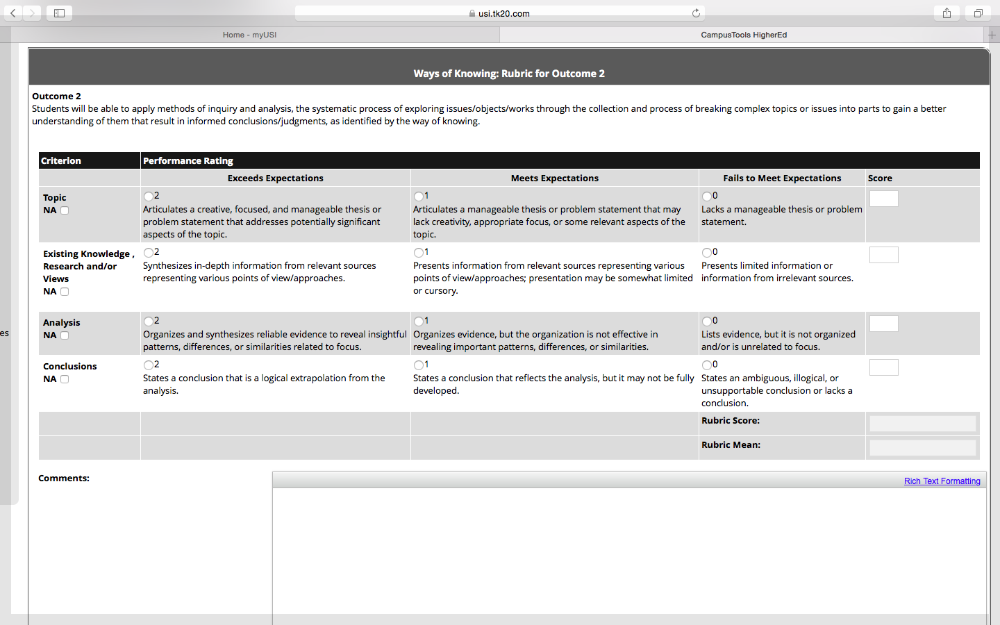 usi.tk20.com
Home - myUSI
CampusTools HigherEd
Ways of Knowing: Rubric for Outcome 2
Outcome 2
Students will be able to apply methods of inquiry and analysis, the systematic process of exploring issues/objects/works through the collection and process of breaking complex topics or issues into parts to gain a better
understanding of them that result in informed conclusions/judgments, as identified by the way of knowing.
Criterion
Performance Rating
Exceeds Expectations
Meets Expectations
Fails to Meet Expectations
Score
Topic
NA
2
Articulates a creative, focused, and manageable thesis or
problem statement that addresses potentially significant
aspects of the topic.
1
Articulates a manageable thesis or problem statement that may
lack creativity, appropriate focus, or some relevant aspects of the
topic.
0
Lacks a manageable thesis or problem
statement.
Existing Knowledge ,
Research and/or
Views
NA
2
Synthesizes in-depth information from relevant sources
representing various points of view/approaches.
1
Presents information from relevant sources representing various
points of view/approaches; presentation may be somewhat limited
or cursory.
0
Presents limited information or
information from irrelevant sources.
es
Analysis
NA
2
Organizes and synthesizes reliable evidence to reveal insightful
patterns, differences, or similarities related to focus.
1
Organizes evidence, but the organization is not effective in
revealing important patterns, differences, or similarities.
0
Lists evidence, but it is not organized
and/or is unrelated to focus.
Conclusions
NA
2
States a conclusion that is a logical extrapolation from the
analysis.
1
States a conclusion that reflects the analysis, but it may not be fully
developed.
0
States an ambiguous, illogical, or
unsupportable conclusion or lacks a
conclusion.
Rubric Score:
Rubric Mean:
Comments:
Rich Text Formatting